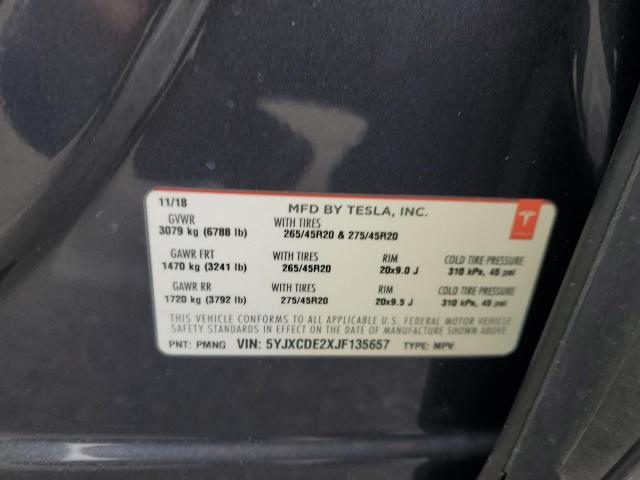 11/18 MFD BY TESLA, INC.
GVWR WITH TIRES
3079 kg (6788 lb) 265/45R20 & 275/45R20
GAWR FRT WITH TIRES RIM COLD TIRE PRESSURE
1470 kg (3241 lb) 265/45R20 20x9.0 J 310 kPa, 45 psi
GAWR RR WITH TIRES RIM COLD TIRE PRESSURE
1720 kg (3792 lb) 275/45R20 20x9.5 J 310 kPa, 45 psi
THIS VEHICLE CONFORMS TO ALL APPLICABLE U.S. FEDERAL MOTOR VEHICLE
SAFETY STANDARDS IN EFFECT ON THE DATE OF MANUFACTURE SHOWN ABOVE.
PNT: PMNG VIN: 5YJXCDE2XJF135657 TYPE: MPV